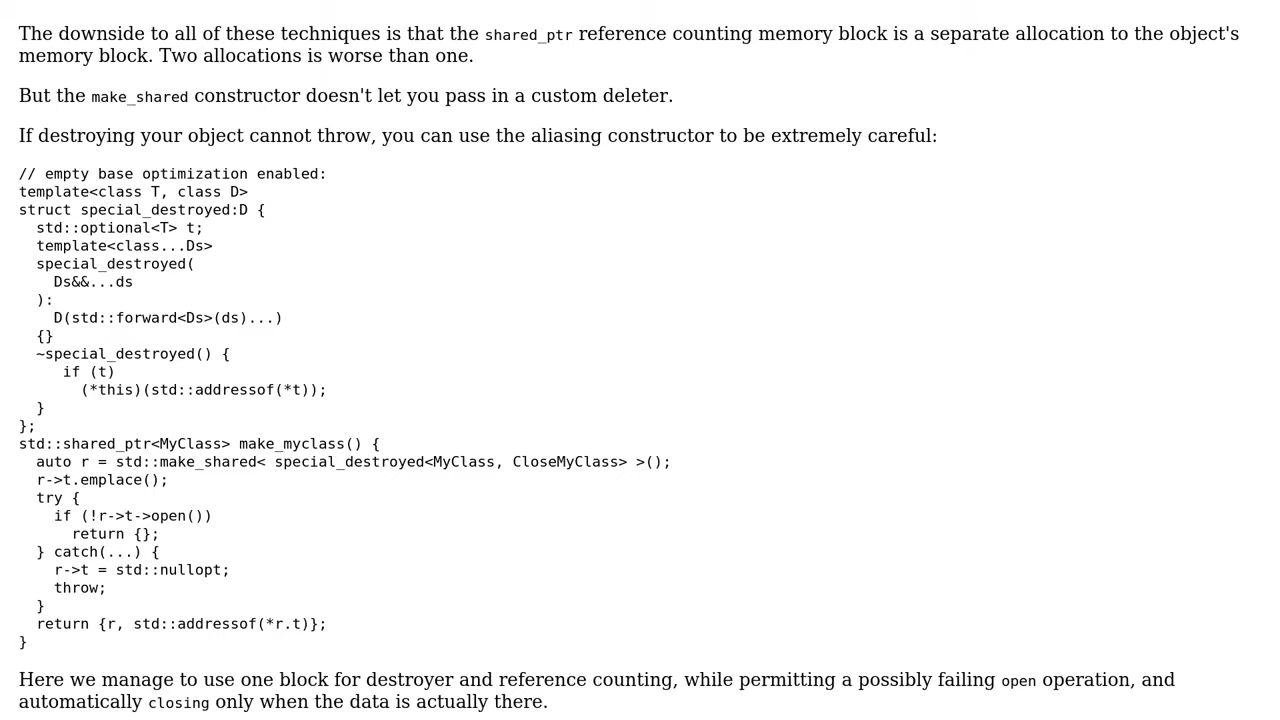 The downside to all of these techniques is that the shared_ptr reference counting memory block is a separate allocation to the object's
memory block. Two allocations is worse than one.
But the make_shared constructor doesn't let you pass in a custom deleter.
If destroying your object cannot throw, you can use the aliasing constructor to be extremely careful:
// empty base optimization enabled:
template<class T, class D>
struct special_destroyed:D {
  std::optional<T> t;
  template<class...Ds>
  special_destroyed(
    Ds&&...ds
  ):
    D(std::forward<Ds>(ds)...)
  {}
  ~special_destroyed() {
     if (t)
       (*this)(std::addressof(*t));
  }
};
std::shared_ptr<MyClass> make_myclass() {
  auto r = std::make_shared< special_destroyed<MyClass, CloseMyClass> >();
  r->t.emplace();
  try {
    if (!r->t->open())
      return {};
  } catch(...) {
    r->t = std::nullopt;
    throw;
  }
  return {r, std::addressof(*r.t)};
}
Here we manage to use one block for destroyer and reference counting, while permitting a possibly failing open operation, and
automatically closing only when the data is actually there.